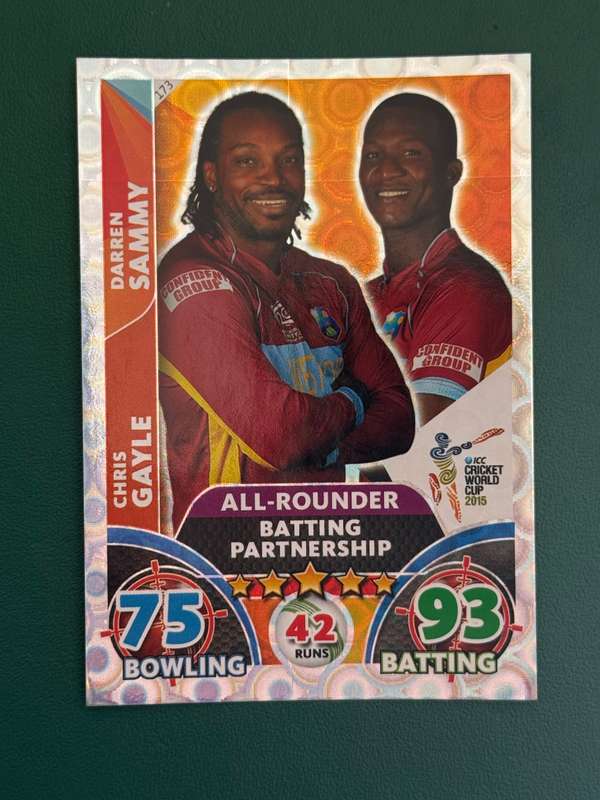 173
DARREN
SAMMY
CHRIS
GAYLE
CONFIDENT
GROUP
CONFIDENT
GROUP
ICC
CRICKET
WORLD
CUP
2015
ALL-ROUNDER
BATTING
PARTNERSHIP
75
BOWLING
42
RUNS
93
BATTING